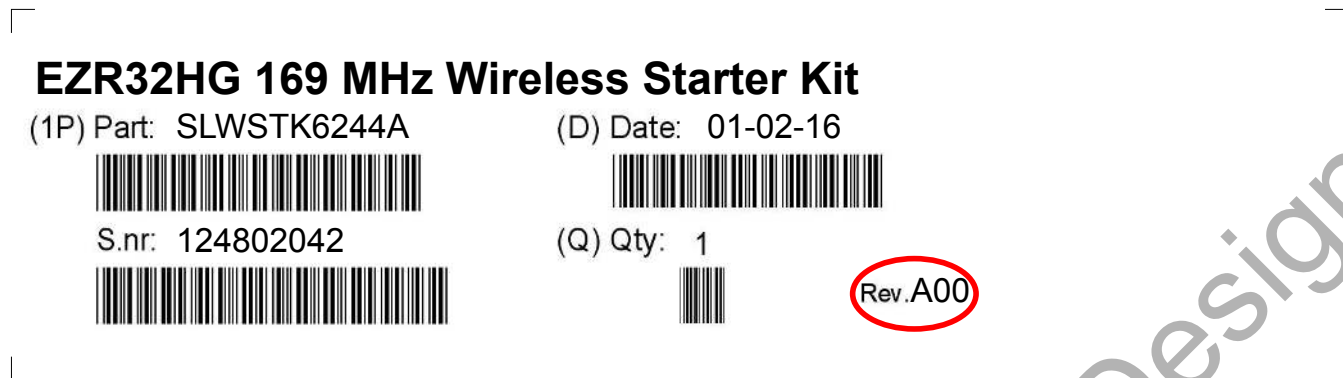 EZR32HG 169 MHz Wireless Starter Kit
(1P) Part: SLWSTK6244A (D) Date: 01-02-16
S.nr: 124802042 (Q) Qty: 1
Rev.A00
Design